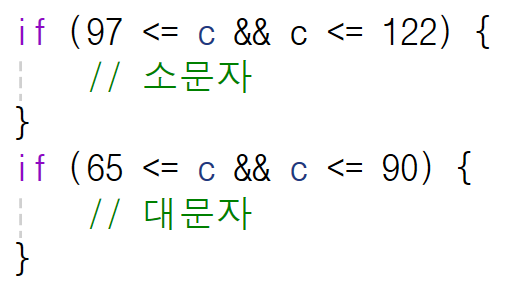 if (97 <= c && c <= 122) {
    // 소문자
}
if (65 <= c && c <= 90) {
    // 대문자
}